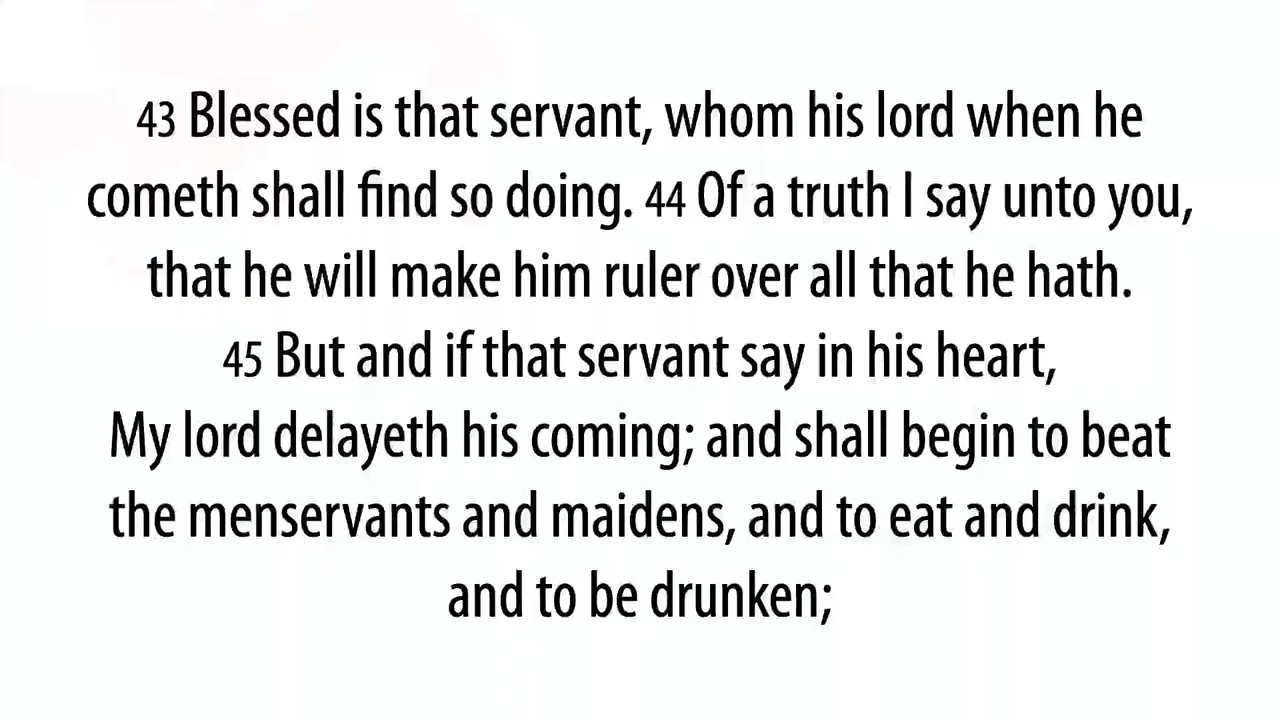 43 Blessed is that servant, whom his lord when he
cometh shall find so doing. 44 Of a truth I say unto you,
that he will make him ruler over all that he hath.
45 But and if that servant say in his heart,
My lord delayeth his coming; and shall begin to beat
the menservants and maidens, and to eat and drink,
and to be drunken;